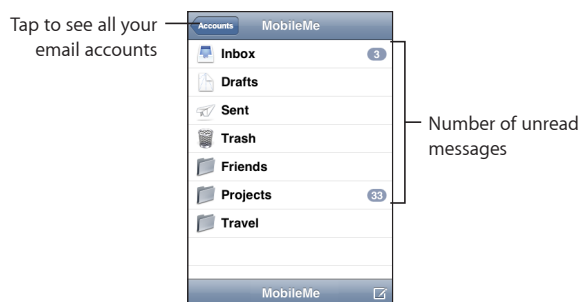 Tap to see all your
email accounts
Accounts
MobileMe
Inbox
3
Drafts
Sent
Trash
Friends
Projects
33
Travel
Number of unread
messages
MobileMe